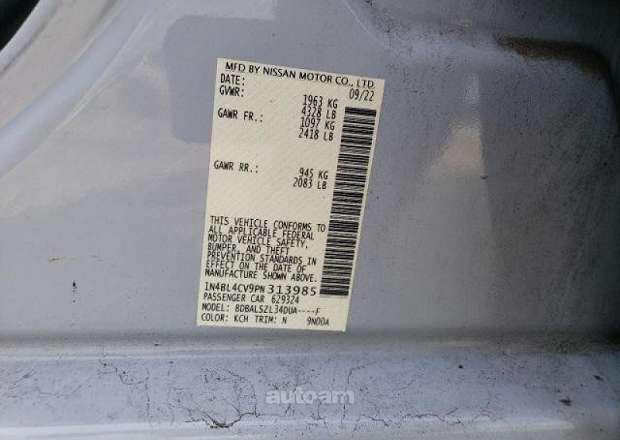 MFD BY NISSAN MOTOR CO., LTD.
DATE: 09/22
GVWR: 1963 KG
4328 LB
GAWR FR.: 1097 KG
2418 LB
GAWR RR.: 945 KG
2083 LB
THIS VEHICLE CONFORMS TO
ALL APPLICABLE FEDERAL
MOTOR VEHICLE SAFETY,
BUMPER, AND THEFT
PREVENTION STANDARDS IN
EFFECT ON THE DATE OF
MANUFACTURE SHOWN ABOVE.
1N4BL4CV9PN313985
PASSENGER CAR 629324
MODEL: BDBALSZL34DUA----F
COLOR: KCH TRIM: N 9NODA
autoam